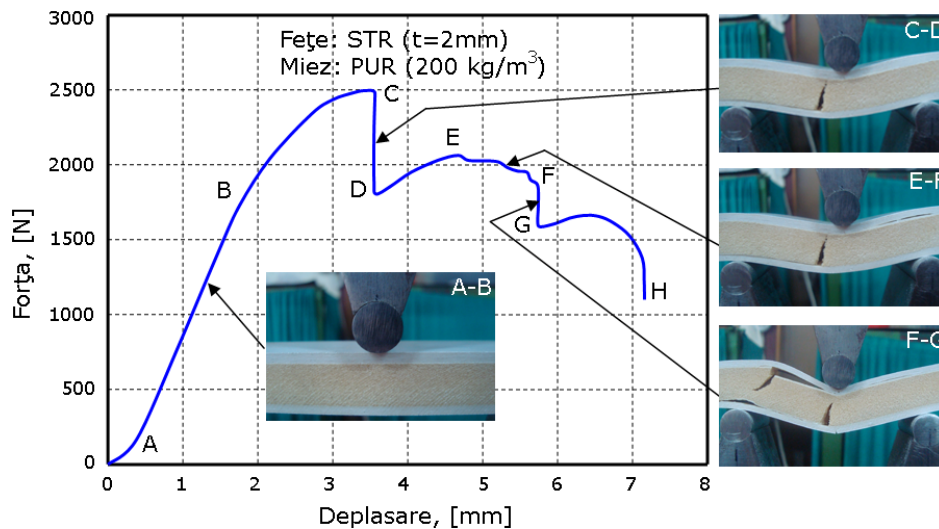 3000
2500
2000
1500
1000
500
0
0 1 2 3 4 5 6 7 8
Forţa, [N]
Deplasare, [mm]
Feţe: STR (t=2mm)
Miez: PUR (200 kg/m³)
A
B
C
D
E
F
G
H
A-B
C-D
E-F
F-G